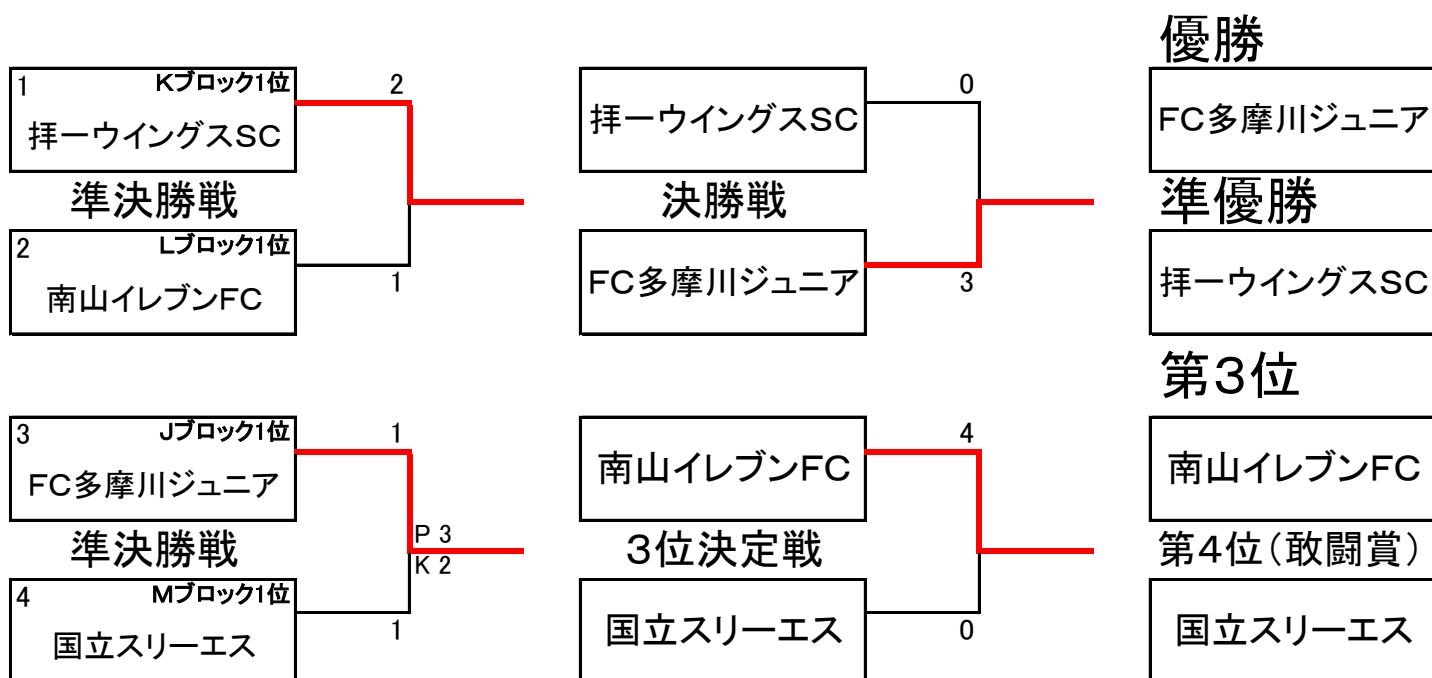 1 Kブロック1位
拝一ウイングスSC
2
準決勝戦
2 Lブロック1位
南山イレブンFC
1
3 Jブロック1位
FC多摩川ジュニア
1
準決勝戦
P 3
K 2
4 Mブロック1位
国立スリーエス
1
拝一ウイングスSC
0
決勝戦
FC多摩川ジュニア
3
南山イレブンFC
4
3位決定戦
国立スリーエス
0
優勝
FC多摩川ジュニア
準優勝
拝一ウイングスSC
第3位
南山イレブンFC
第4位(敢闘賞)
国立スリーエス